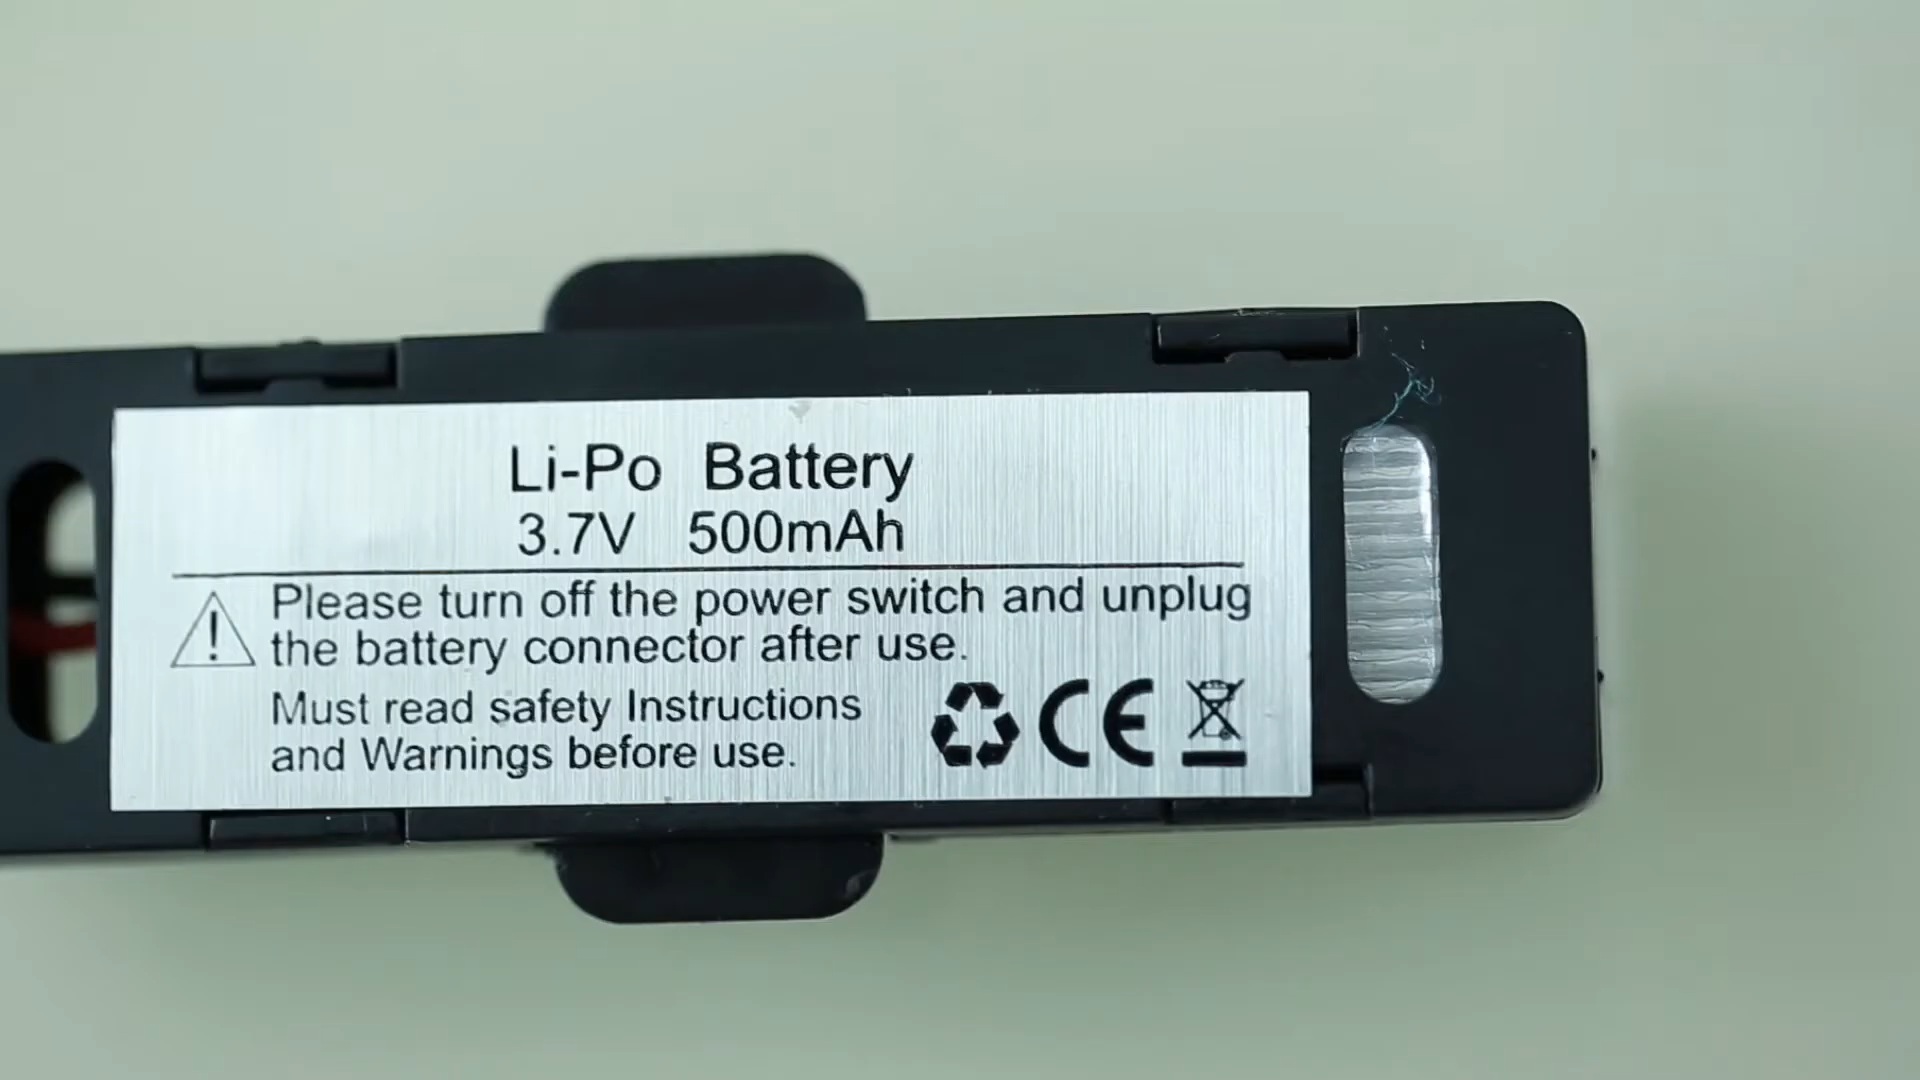 Li-Po Battery
3.7V 500mAh
Please turn off the power switch and unplug
the battery connector after use.
Must read safety Instructions
and Warnings before use.
CE